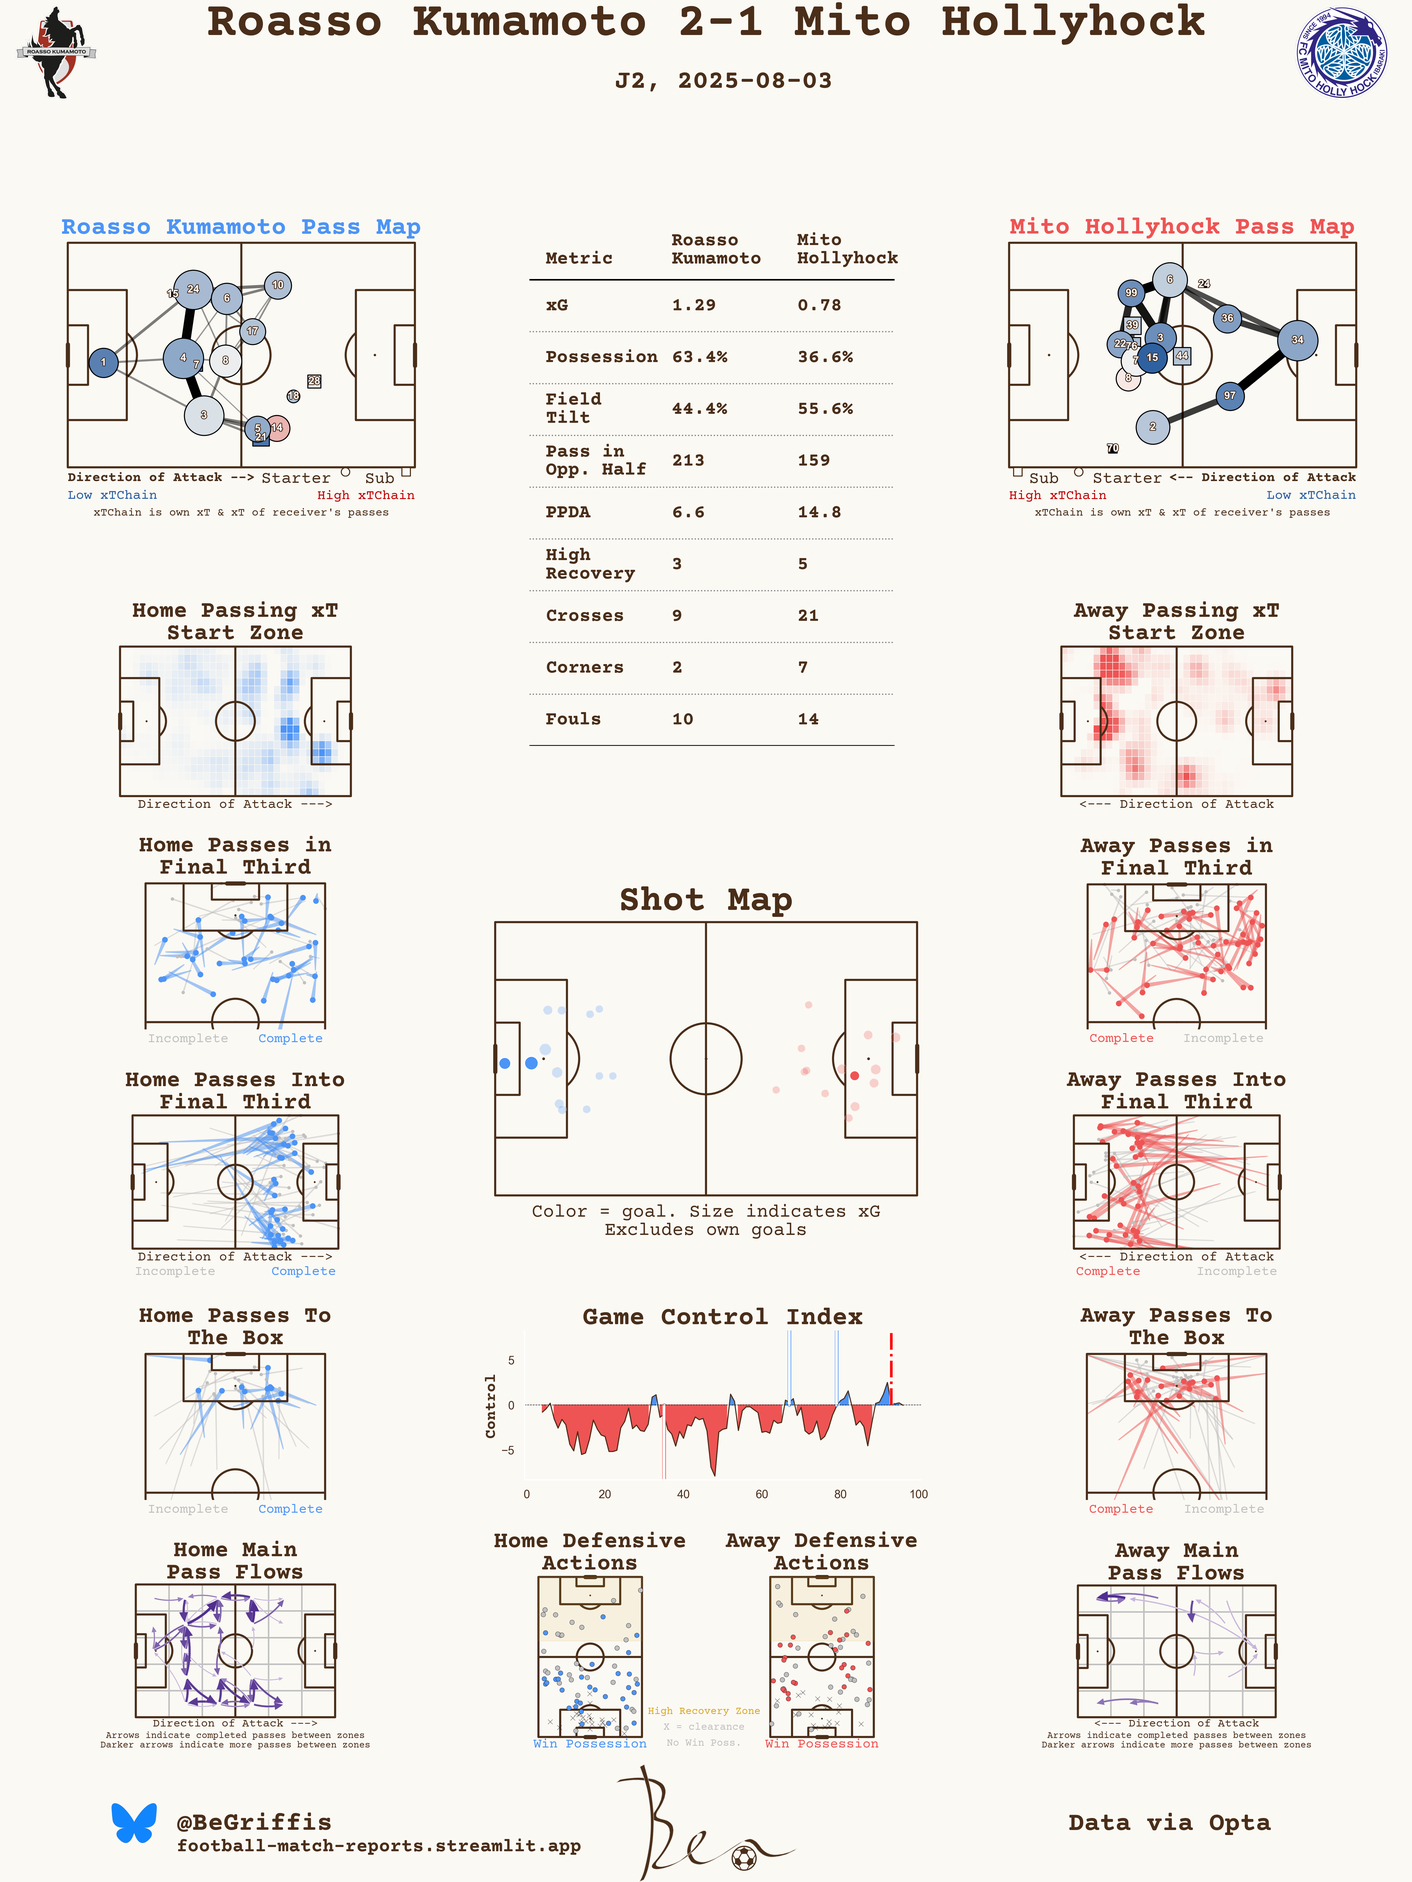 Roasso Kumamoto 2-1 Mito Hollyhock
J2, 2025-08-03
ROASSO KUMAMOTO
SINCE 1994
FC MITO HOLLY HOCK
IBARAKI
Roasso Kumamoto Pass Map
15
24
6
10
17
1
4
7
8
28
18
3
5
14
21
Direction of Attack --> Starter Sub
Low xTChain High xTChain
xTChain is own xT & xT of receiver's passes
Metric Roasso Kumamoto Mito Hollyhock
xG 1.29 0.78
Possession 63.4% 36.6%
Field Tilt 44.4% 55.6%
Pass in Opp. Half 213 159
PPDA 6.6 14.8
High Recovery 3 5
Crosses 9 21
Corners 2 7
Fouls 10 14
Mito Hollyhock Pass Map
6
24
99
39
36
3
22
76
34
7
15
44
8
97
2
70
Sub Starter <-- Direction of Attack
High xTChain Low xTChain
xTChain is own xT & xT of receiver's passes
Home Passing xT
Start Zone
Direction of Attack --->
Away Passing xT
Start Zone
<--- Direction of Attack
Home Passes in
Final Third
Incomplete Complete
Away Passes in
Final Third
Complete Incomplete
Shot Map
Color = goal. Size indicates xG
Excludes own goals
Home Passes Into
Final Third
Direction of Attack --->
Incomplete Complete
Away Passes Into
Final Third
<--- Direction of Attack
Complete Incomplete
Home Passes To
The Box
Incomplete Complete
Game Control Index
Control
5
0
−5
0 20 40 60 80 100
Away Passes To
The Box
Complete Incomplete
Home Main
Pass Flows
Direction of Attack --->
Arrows indicate completed passes between zones
Darker arrows indicate more passes between zones
Home Defensive
Actions
Win Possession
Away Defensive
Actions
Win Possession
High Recovery Zone
X = clearance
No Win Poss.
Away Main
Pass Flows
<--- Direction of Attack
Arrows indicate completed passes between zones
Darker arrows indicate more passes between zones
@BeGriffis
football-match-reports.streamlit.app
Ben
Data via Opta